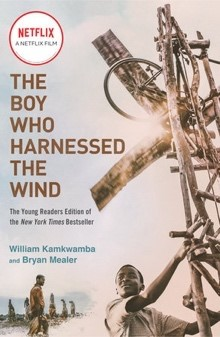 NETFLIX
A NETFLIX FILM
THE
BOY
WHO
HARNESSED
THE
WIND
The Young Readers Edition of
the New York Times Bestseller
William Kamkwamba
and Bryan Mealer